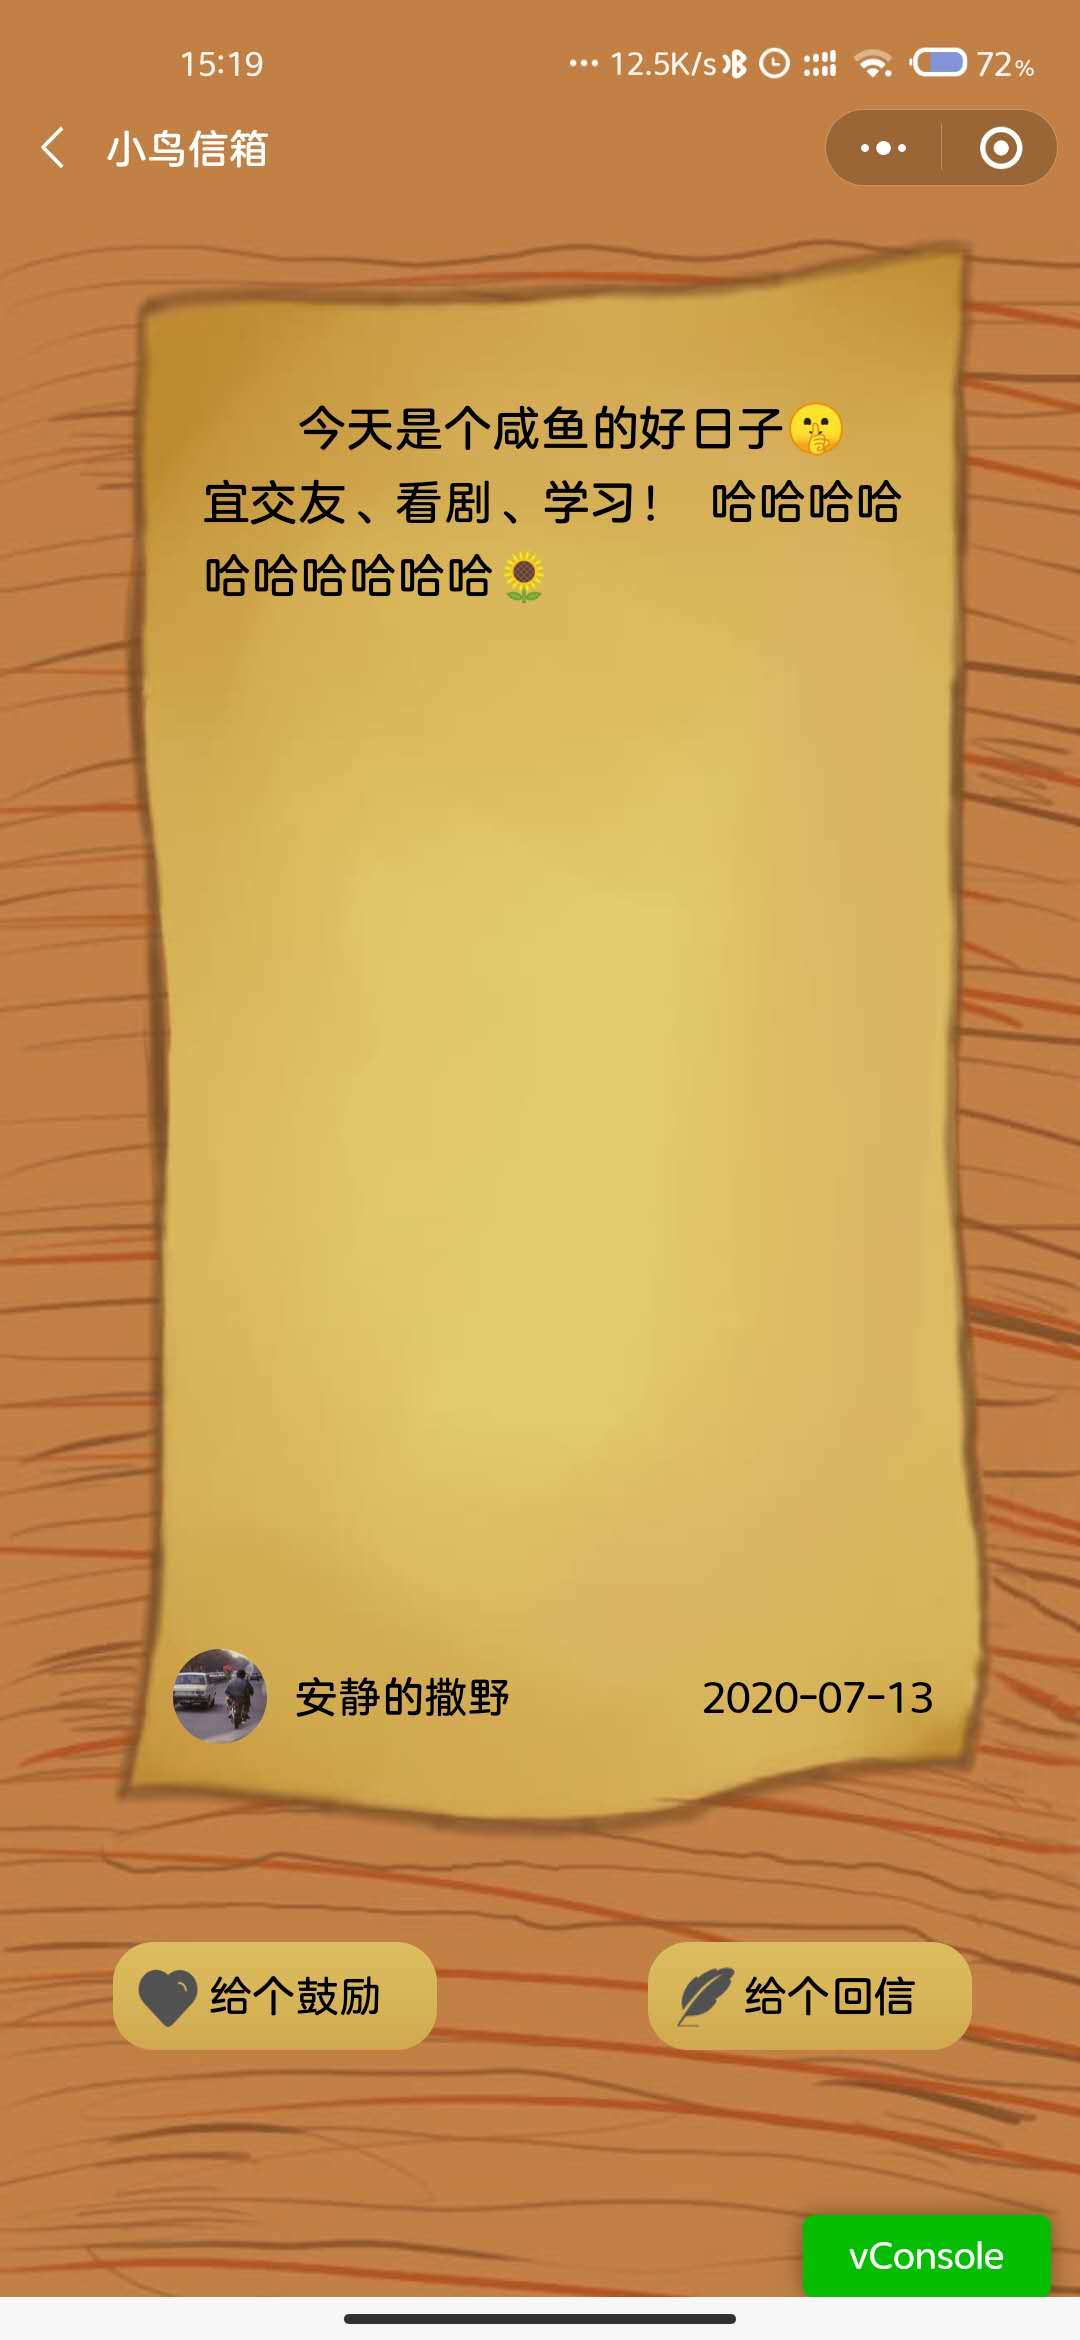 15:19
12.5K/s
72%
小鸟信箱
今天是个咸鱼的好日子🤫
宜交友、看剧、学习！ 哈哈哈哈
哈哈哈哈哈哈🌻
安静的撒野
2020-07-13
给个鼓励
给个回信
vConsole